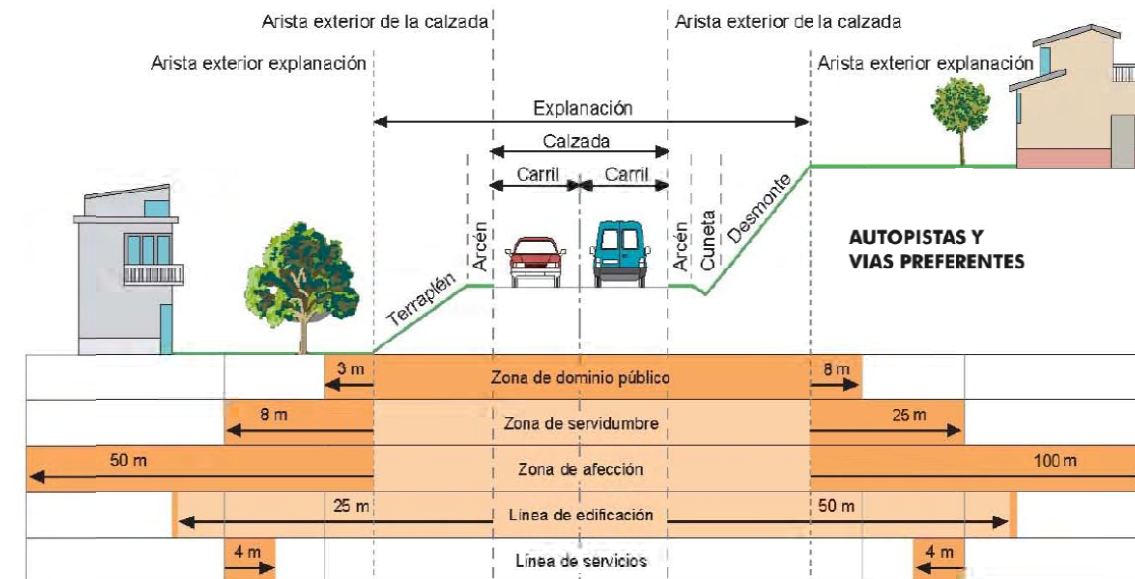 Arista exterior de la calzada
Arista exterior de la calzada
Arista exterior explanación
Arista exterior explanación
Explanación
Calzada
Carril
Carril
Terraplén
Arcén
Arcén
Cuneta
Desmonte
AUTOPISTAS Y
VIAS PREFERENTES
3 m
Zona de dominio público
8 m
8 m
Zona de servidumbre
25 m
50 m
Zona de afección
100 m
25 m
Línea de edificación
50 m
4 m
Línea de servicios
4 m